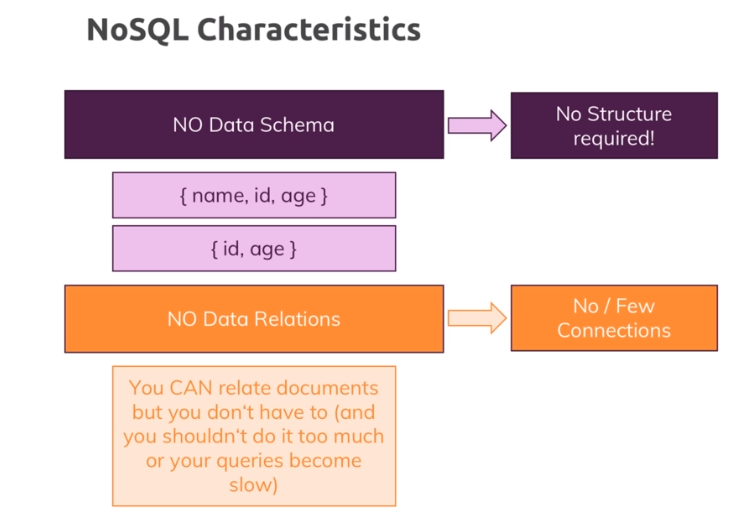 NoSQL Characteristics
NO Data Schema
No Structure
required!
{ name, id, age }
{ id, age }
NO Data Relations
No / Few
Connections
You CAN relate documents
but you don't have to (and
you shouldn't do it too much
or your queries become
slow)